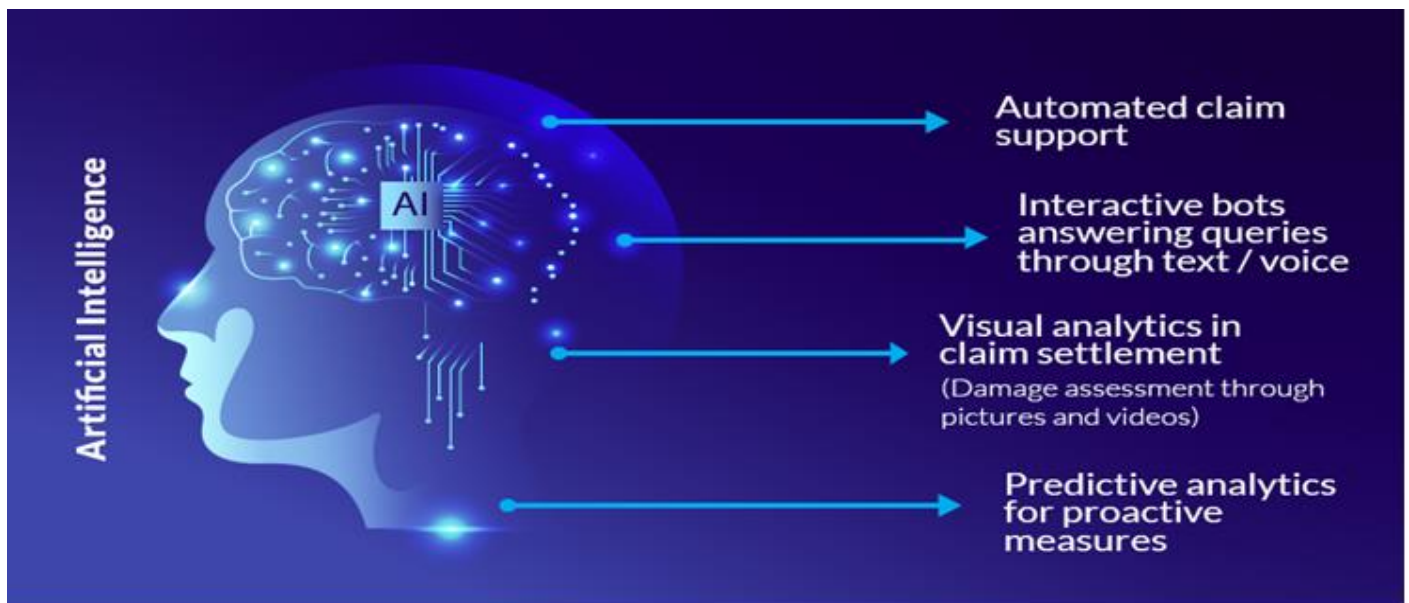 Artificial Intelligence
AI
Automated claim
support
Interactive bots
answering queries
through text / voice
Visual analytics in
claim settlement
(Damage assessment through
pictures and videos)
Predictive analytics
for proactive
measures